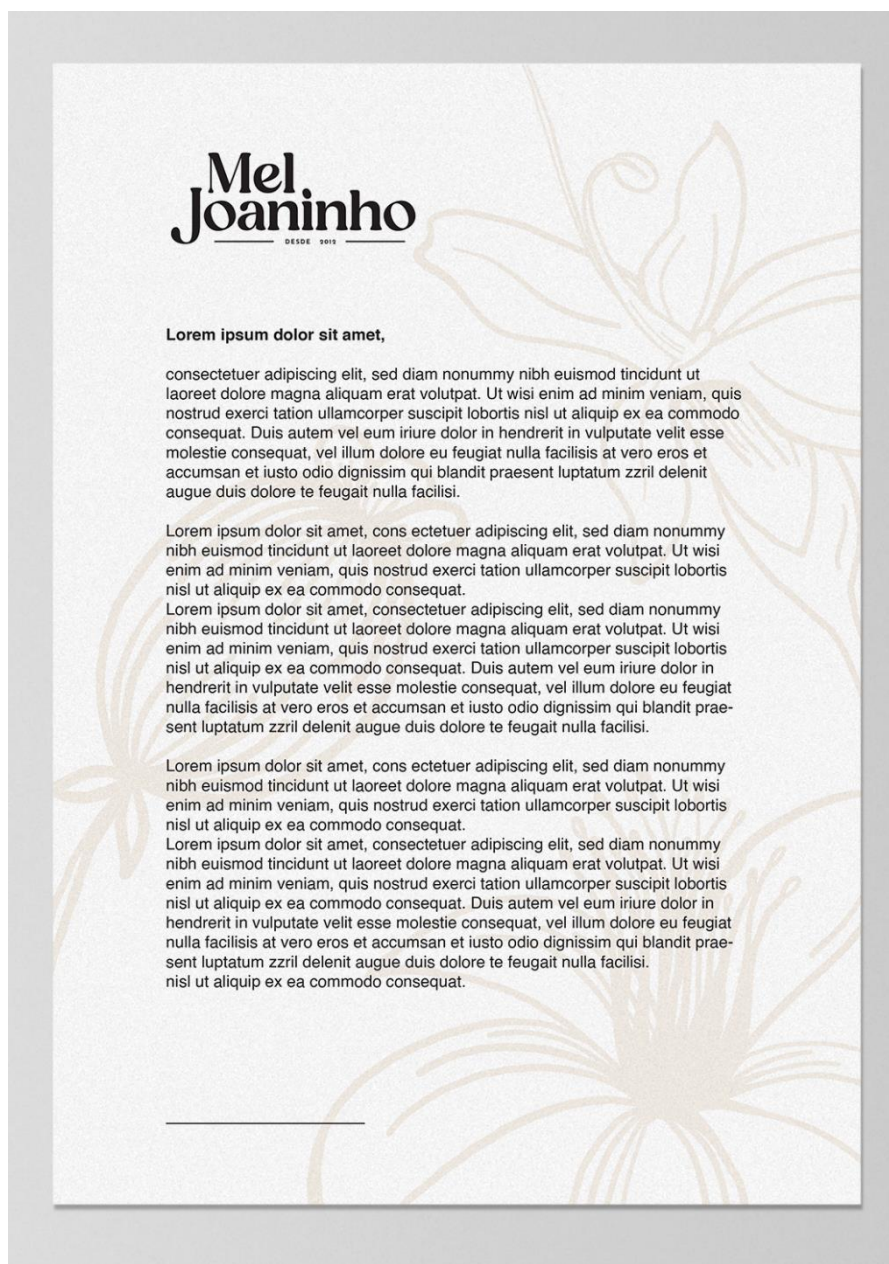 Mel
Joaninho
DESDE 2012
Lorem ipsum dolor sit amet,
consectetuer adipiscing elit, sed diam nonummy nibh euismod tincidunt ut
laoreet dolore magna aliquam erat volutpat. Ut wisi enim ad minim veniam, quis
nostrud exerci tation ullamcorper suscipit lobortis nisl ut aliquip ex ea commodo
consequat. Duis autem vel eum iriure dolor in hendrerit in vulputate velit esse
molestie consequat, vel illum dolore eu feugiat nulla facilisis at vero eros et
accumsan et iusto odio dignissim qui blandit praesent luptatum zzril delenit
augue duis dolore te feugait nulla facilisi.
Lorem ipsum dolor sit amet, cons ectetuer adipiscing elit, sed diam nonummy
nibh euismod tincidunt ut laoreet dolore magna aliquam erat volutpat. Ut wisi
enim ad minim veniam, quis nostrud exerci tation ullamcorper suscipit lobortis
nisl ut aliquip ex ea commodo consequat.
Lorem ipsum dolor sit amet, consectetuer adipiscing elit, sed diam nonummy
nibh euismod tincidunt ut laoreet dolore magna aliquam erat volutpat. Ut wisi
enim ad minim veniam, quis nostrud exerci tation ullamcorper suscipit lobortis
nisl ut aliquip ex ea commodo consequat. Duis autem vel eum iriure dolor in
hendrerit in vulputate velit esse molestie consequat, vel illum dolore eu feugiat
nulla facilisis at vero eros et accumsan et iusto odio dignissim qui blandit prae-
sent luptatum zzril delenit augue duis dolore te feugait nulla facilisi.
Lorem ipsum dolor sit amet, cons ectetuer adipiscing elit, sed diam nonummy
nibh euismod tincidunt ut laoreet dolore magna aliquam erat volutpat. Ut wisi
enim ad minim veniam, quis nostrud exerci tation ullamcorper suscipit lobortis
nisl ut aliquip ex ea commodo consequat.
Lorem ipsum dolor sit amet, consectetuer adipiscing elit, sed diam nonummy
nibh euismod tincidunt ut laoreet dolore magna aliquam erat volutpat. Ut wisi
enim ad minim veniam, quis nostrud exerci tation ullamcorper suscipit lobortis
nisl ut aliquip ex ea commodo consequat. Duis autem vel eum iriure dolor in
hendrerit in vulputate velit esse molestie consequat, vel illum dolore eu feugiat
nulla facilisis at vero eros et accumsan et iusto odio dignissim qui blandit prae-
sent luptatum zzril delenit augue duis dolore te feugait nulla facilisi.
nisl ut aliquip ex ea commodo consequat.